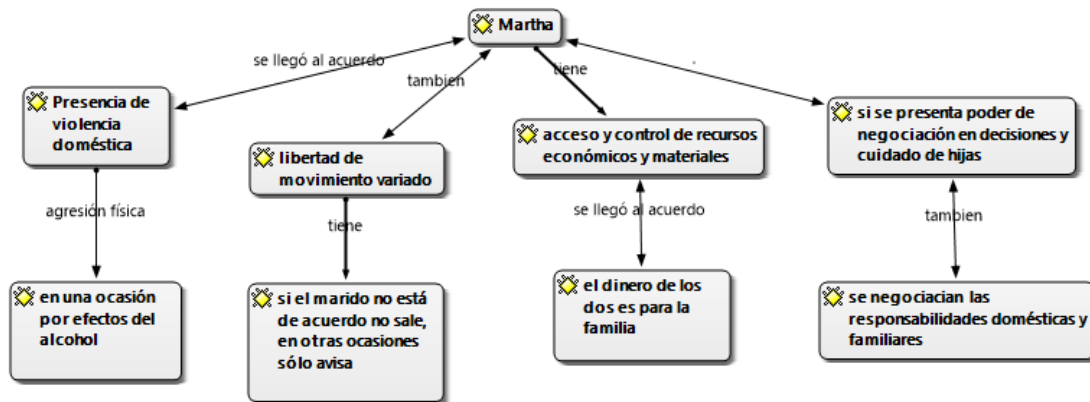 Martha
se llegó al acuerdo
tambien
tiene
.
Presencia de
violencia
doméstica
libertad de
movimiento variado
acceso y control de recursos
económicos y materiales
si se presenta poder de
negociación en decisiones y
cuidado de hijas
agresión física
tiene
se llegó al acuerdo
tambien
en una ocasión
por efectos del
alcohol
si el marido no está
de acuerdo no sale,
en otras ocasiones
sólo avisa
el dinero de los
dos es para la
familia
se negociacian las
responsabilidades domésticas y
familiares